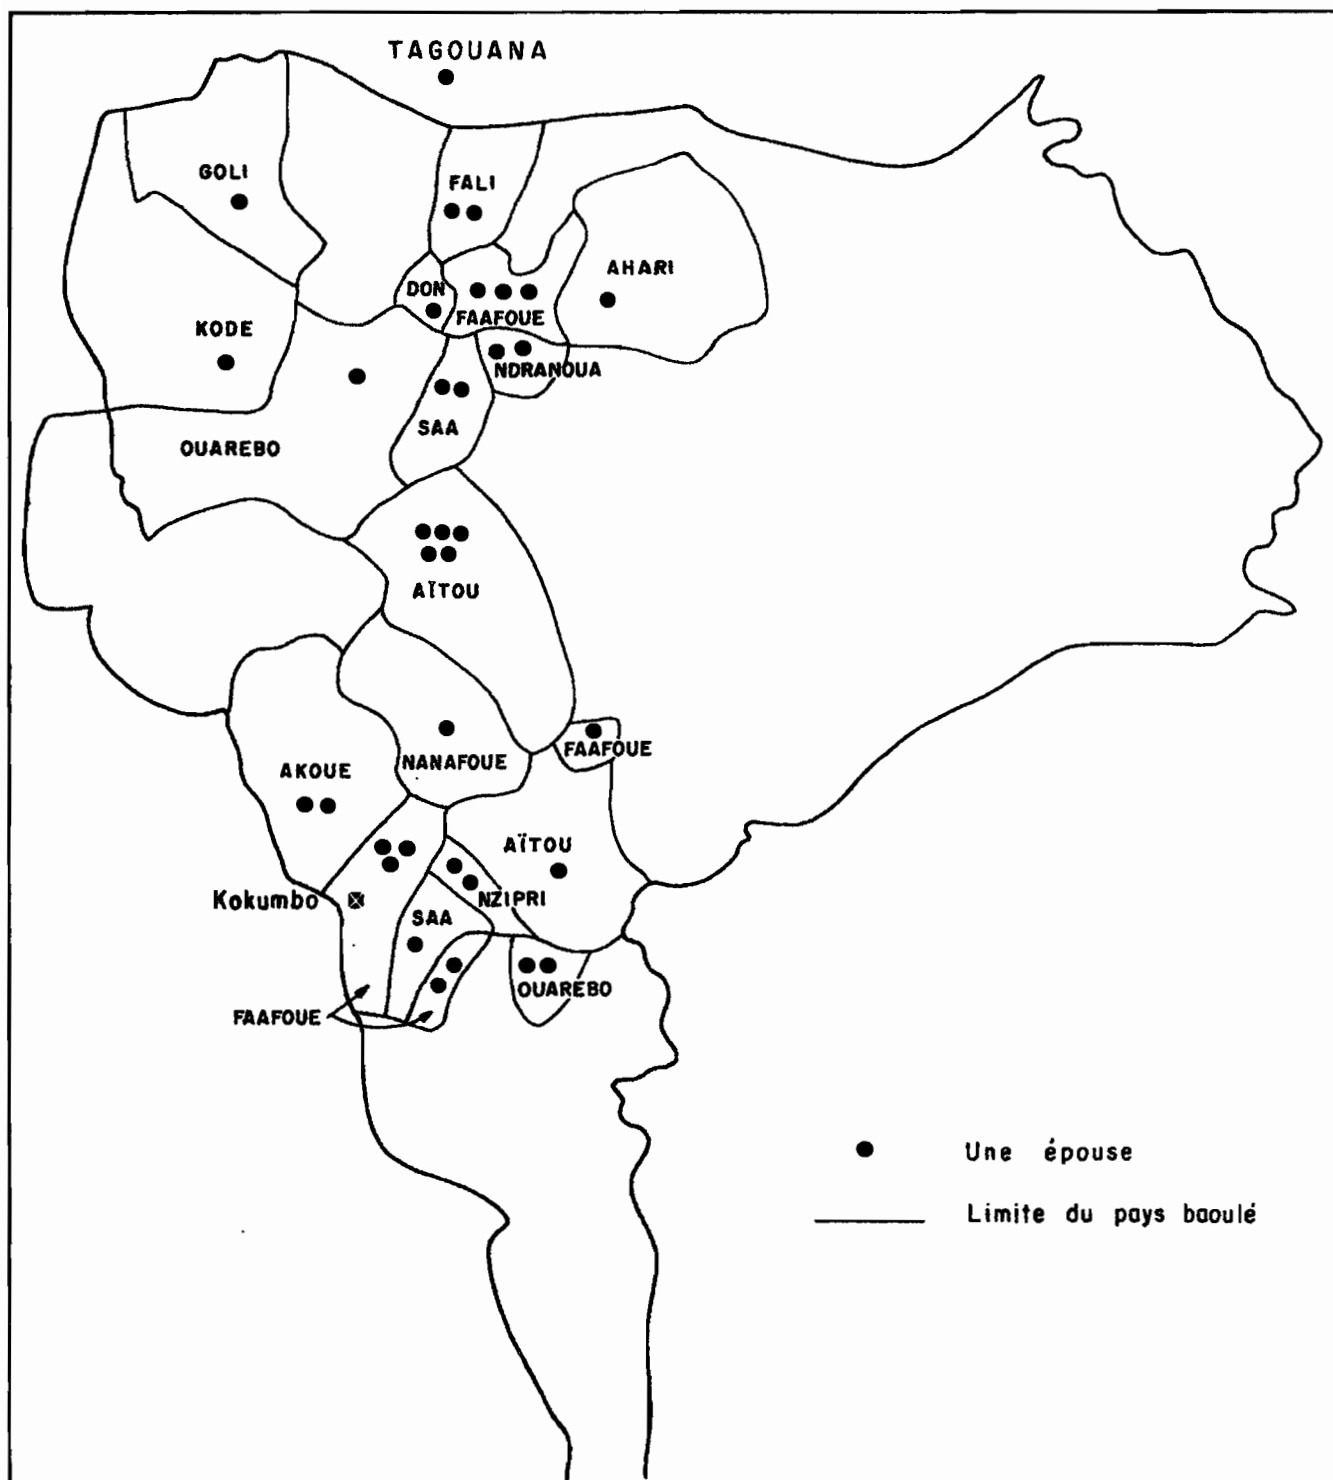 TAGOUANA
GOLI
FALI
AHARI
DON
FAAFOUE
KODE
NDRANOUA
SAA
OUAREBO
AÏTOU
NANAFOUE
FAAFOUE
AKOUE
AÏTOU
Kokumbo
NZIPRI
SAA
OUAREBO
FAAFOUE
Une épouse
Limite du pays baoulé